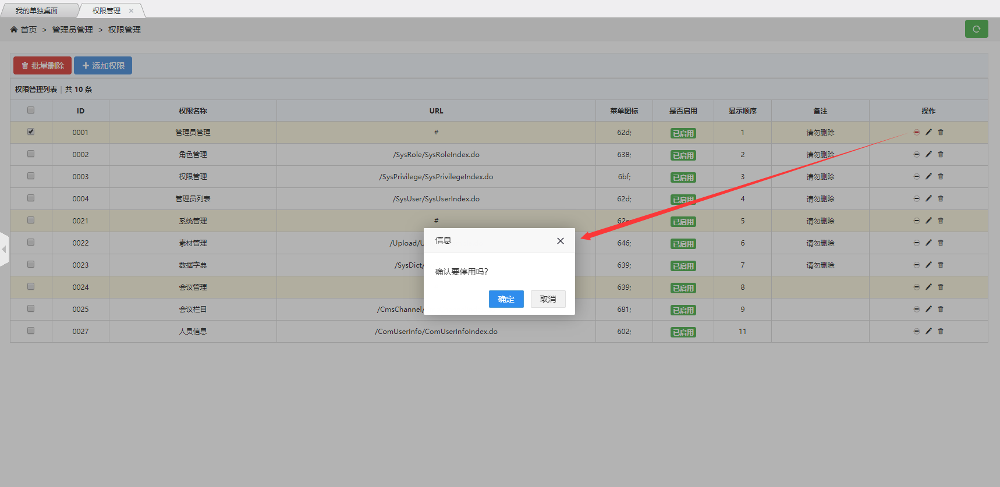 我的单独桌面
权限管理
首页 > 管理员管理 > 权限管理
批量删除 添加权限
权限管理列表 | 共 10 条
ID 权限名称 URL 菜单图标 是否启用 显示顺序 备注 操作
0001 管理员管理 # 62d; 已启用 1 请勿删除
0002 角色管理 /SysRole/SysRoleIndex.do 638; 已启用 2 请勿删除
0003 权限管理 /SysPrivilege/SysPrivilegeIndex.do 6bf; 已启用 3 请勿删除
0004 管理员列表 /SysUser/SysUserIndex.do 62d; 已启用 4 请勿删除
0021 系统管理 # 已启用 5 请勿删除
0022 素材管理 /Upload/ 646; 已启用 6 请勿删除
0023 数据字典 /SysDict/ 639; 已启用 7 请勿删除
0024 会议管理 639; 已启用 8
0025 会议栏目 /CmsChannel/ 681; 已启用 9
0027 人员信息 /ComUserInfo/ComUserInfoIndex.do 602; 已启用 11
信息
确认要停用吗?
确定 取消